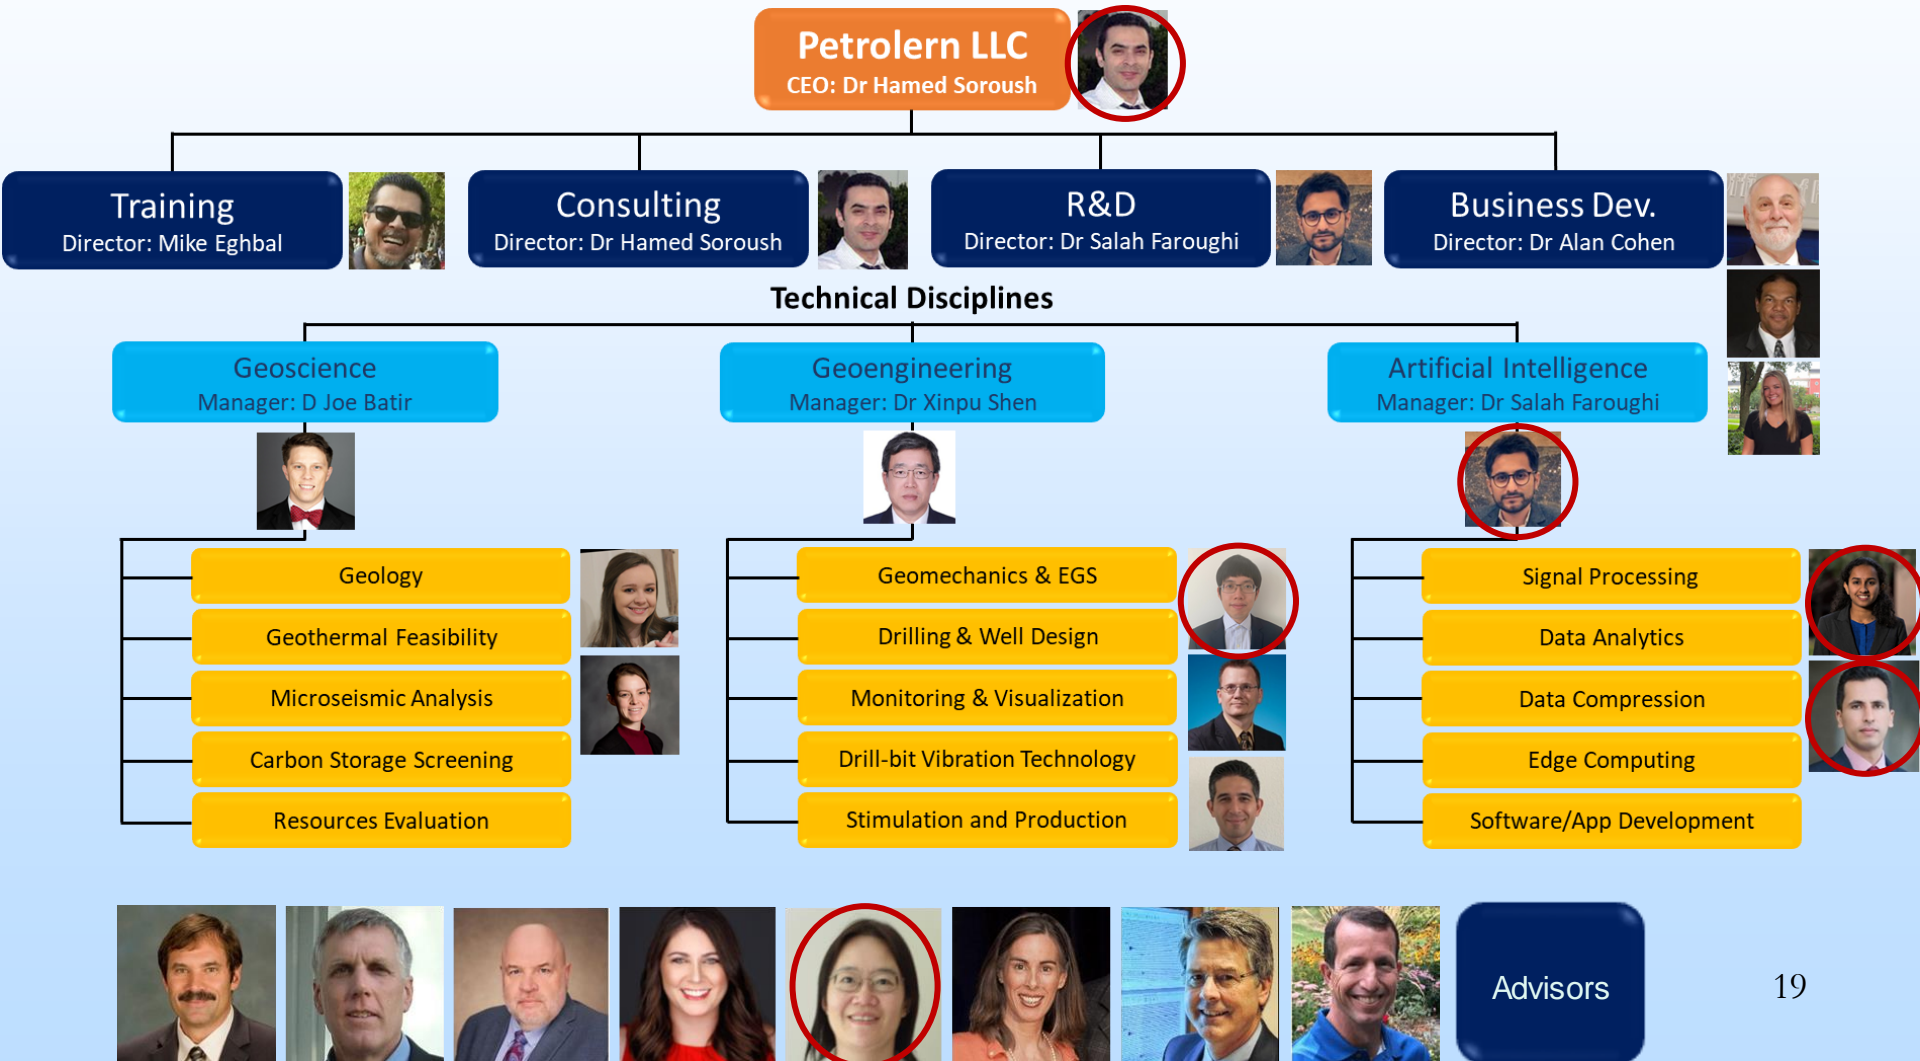 Petrolern LLC
CEO: Dr Hamed Soroush
Training
Director: Mike Eghbal
Consulting
Director: Dr Hamed Soroush
R&D
Director: Dr Salah Faroughi
Business Dev.
Director: Dr Alan Cohen
Technical Disciplines
Geoscience
Manager: D Joe Batir
Geoengineering
Manager: Dr Xinpu Shen
Artificial Intelligence
Manager: Dr Salah Faroughi
Geology
Geothermal Feasibility
Microseismic Analysis
Carbon Storage Screening
Resources Evaluation
Geomechanics & EGS
Drilling & Well Design
Monitoring & Visualization
Drill-bit Vibration Technology
Stimulation and Production
Signal Processing
Data Analytics
Data Compression
Edge Computing
Software/App Development
Advisors
19